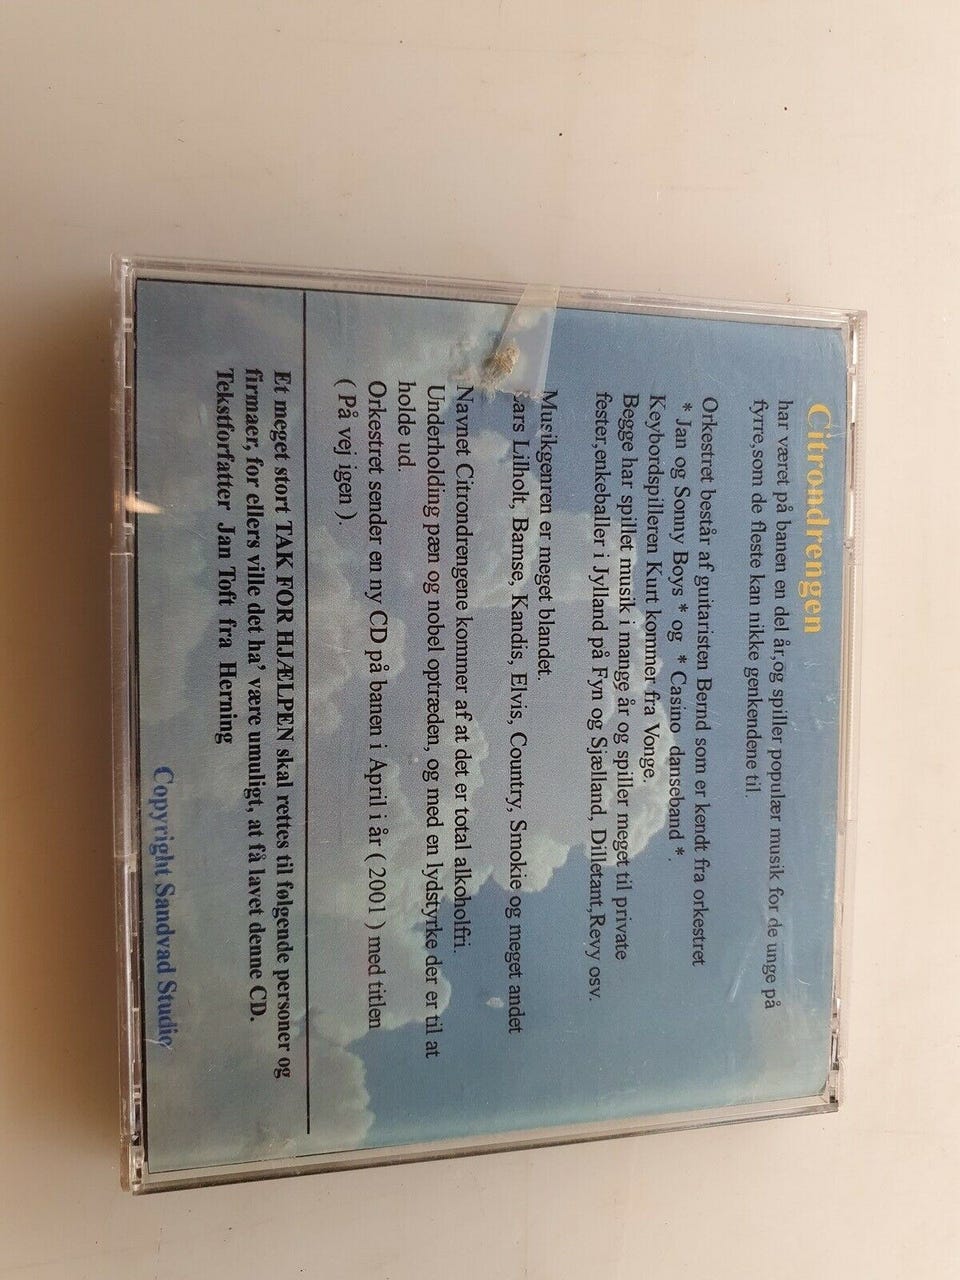 Citrondrengen
har været på banen en del år,og spiller populær musik for de unge på
fyrre,som de fleste kan nikke genkendene til.
Orkestret består af guitaristen Bernd som er kendt fra orkestret
* Jan og Sonny Boys * og * Casino danseband *.
Keybordspilleren Kurt kommer fra Vonge.
Begge har spillet musik i mange år og spiller meget til private
fester,enkeballer i Jylland på Fyn og Sjælland, Dilletant,Revy osv.
Musikgenren er meget blandet.
Lars Lilholt, Bamse, Kandis, Elvis, Country, Smokie og meget andet
Navnet Citrondrengene kommer af at det er total alkoholfri.
Underholding pæn og nobel optræden, og med en lydstyrke der er til at
holde ud.
Orkestret sender en ny CD på banen i April i år ( 2001 ) med titlen
( På vej igen ).
Et meget stort TAK FOR HJÆLPEN skal rettes til følgende personer og
firmaer, for ellers ville det ha' være umuligt, at få lavet denne CD.
Tekstforfatter Jan Toft fra Herning
Copyright Sandvad Studio